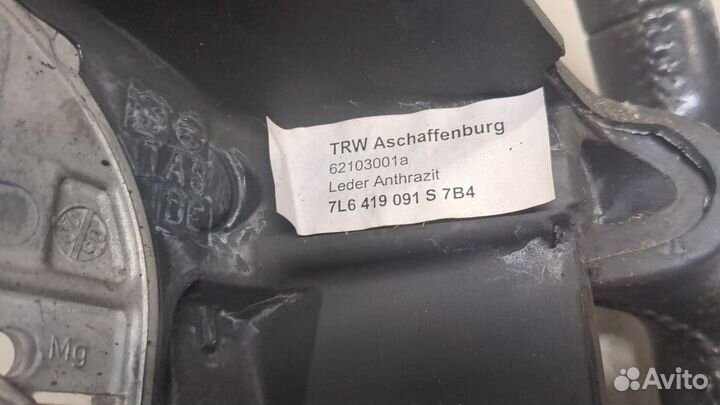 TRW Aschaffenburg
62103001a
Leder Anthrazit
7L6 419 091 S 7B4
Mg
Avito